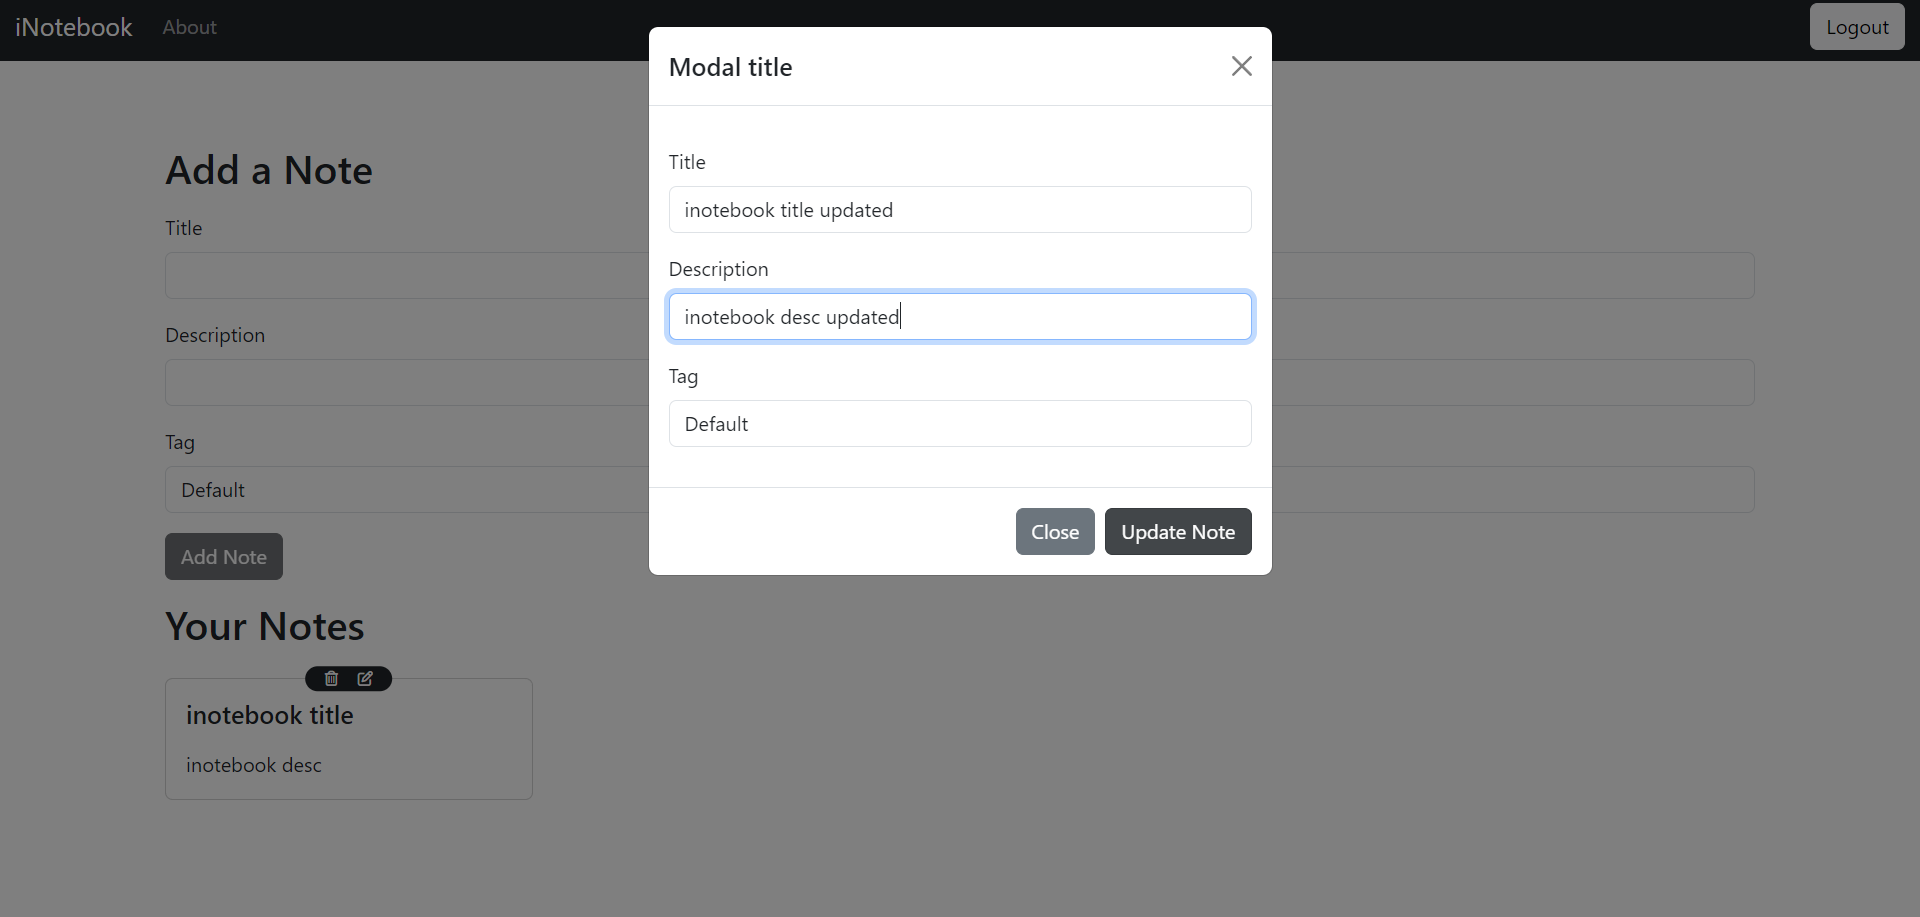 iNotebook About Logout
Modal title
Title
inotebook title updated
Description
inotebook desc updated
Tag
Default
Close Update Note
Add a Note
Title
Description
Tag
Default
Add Note
Your Notes
inotebook title
inotebook desc